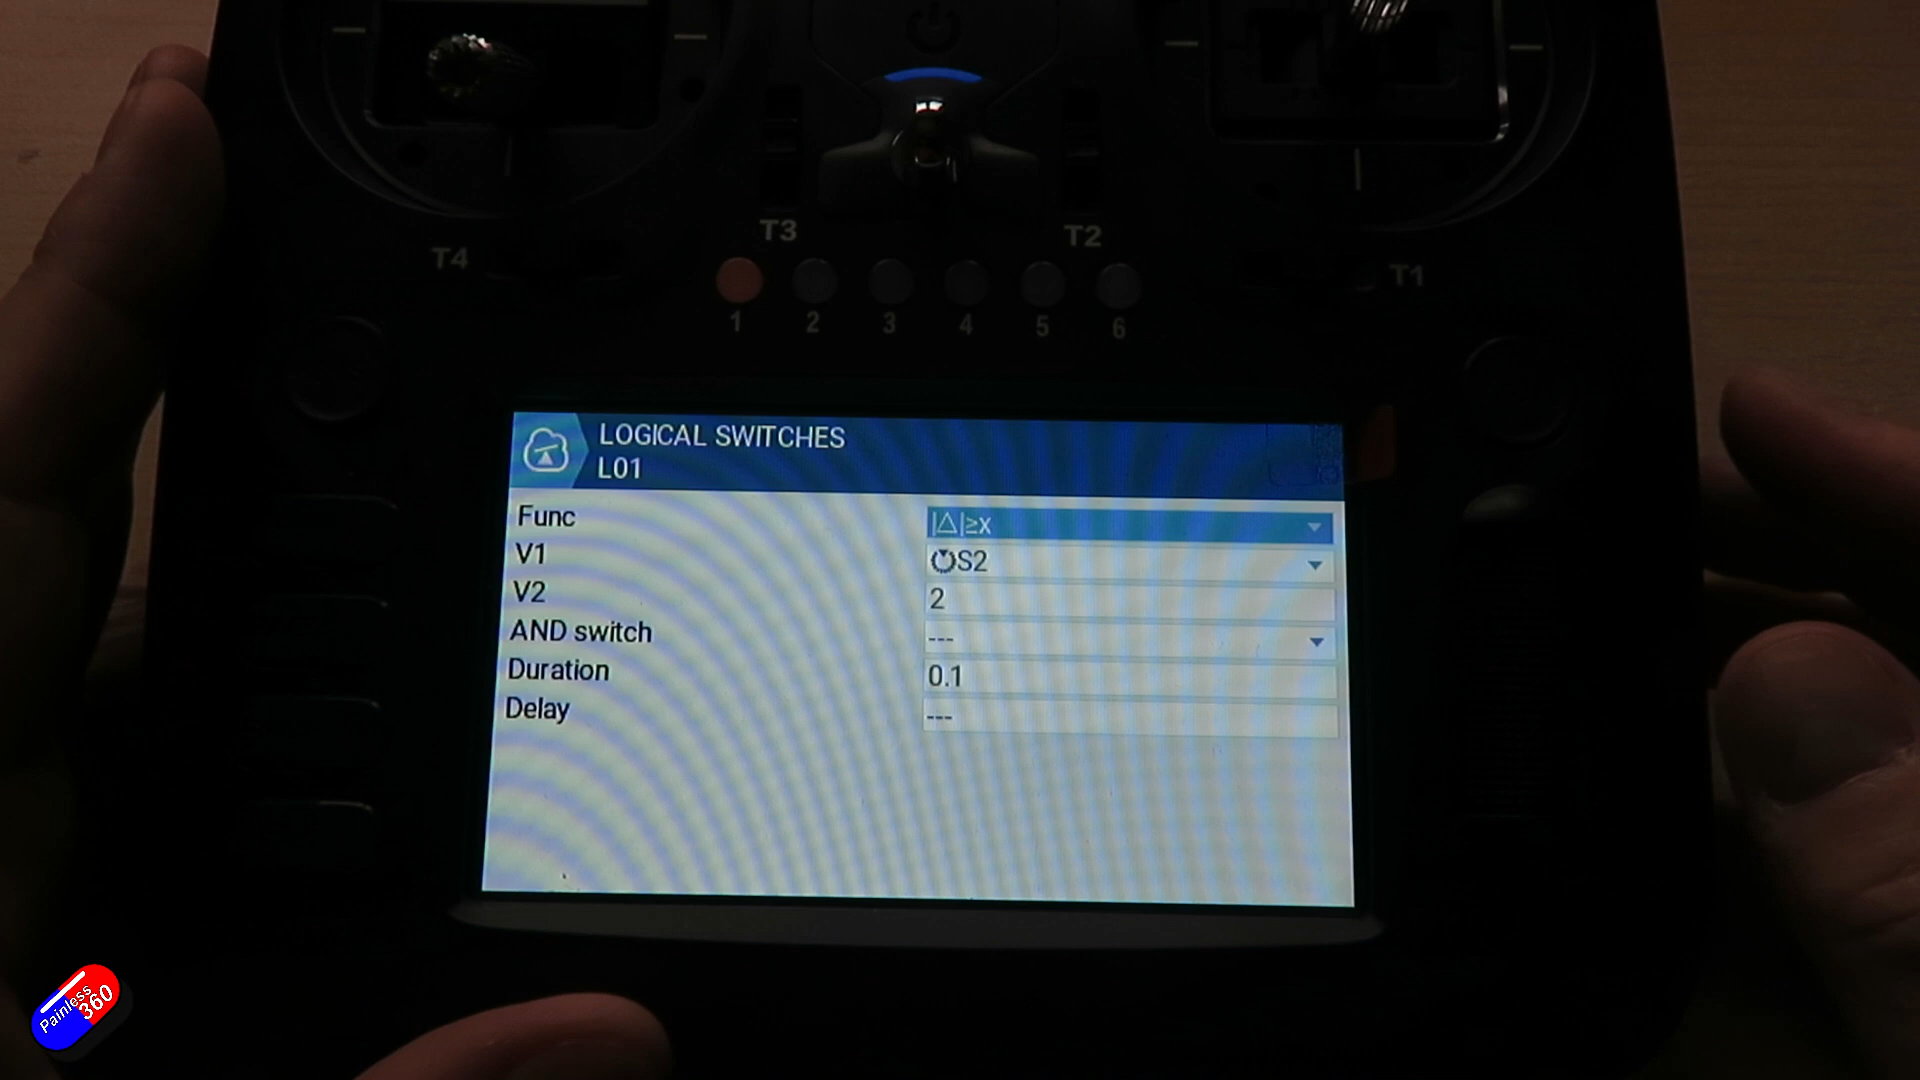 T3
T2
T4
T1
1 2 3 4 5 6
LOGICAL SWITCHES
L01
Func |△|≥x
V1 S2
V2 2
AND switch ---
Duration 0.1
Delay ---
Painless
360